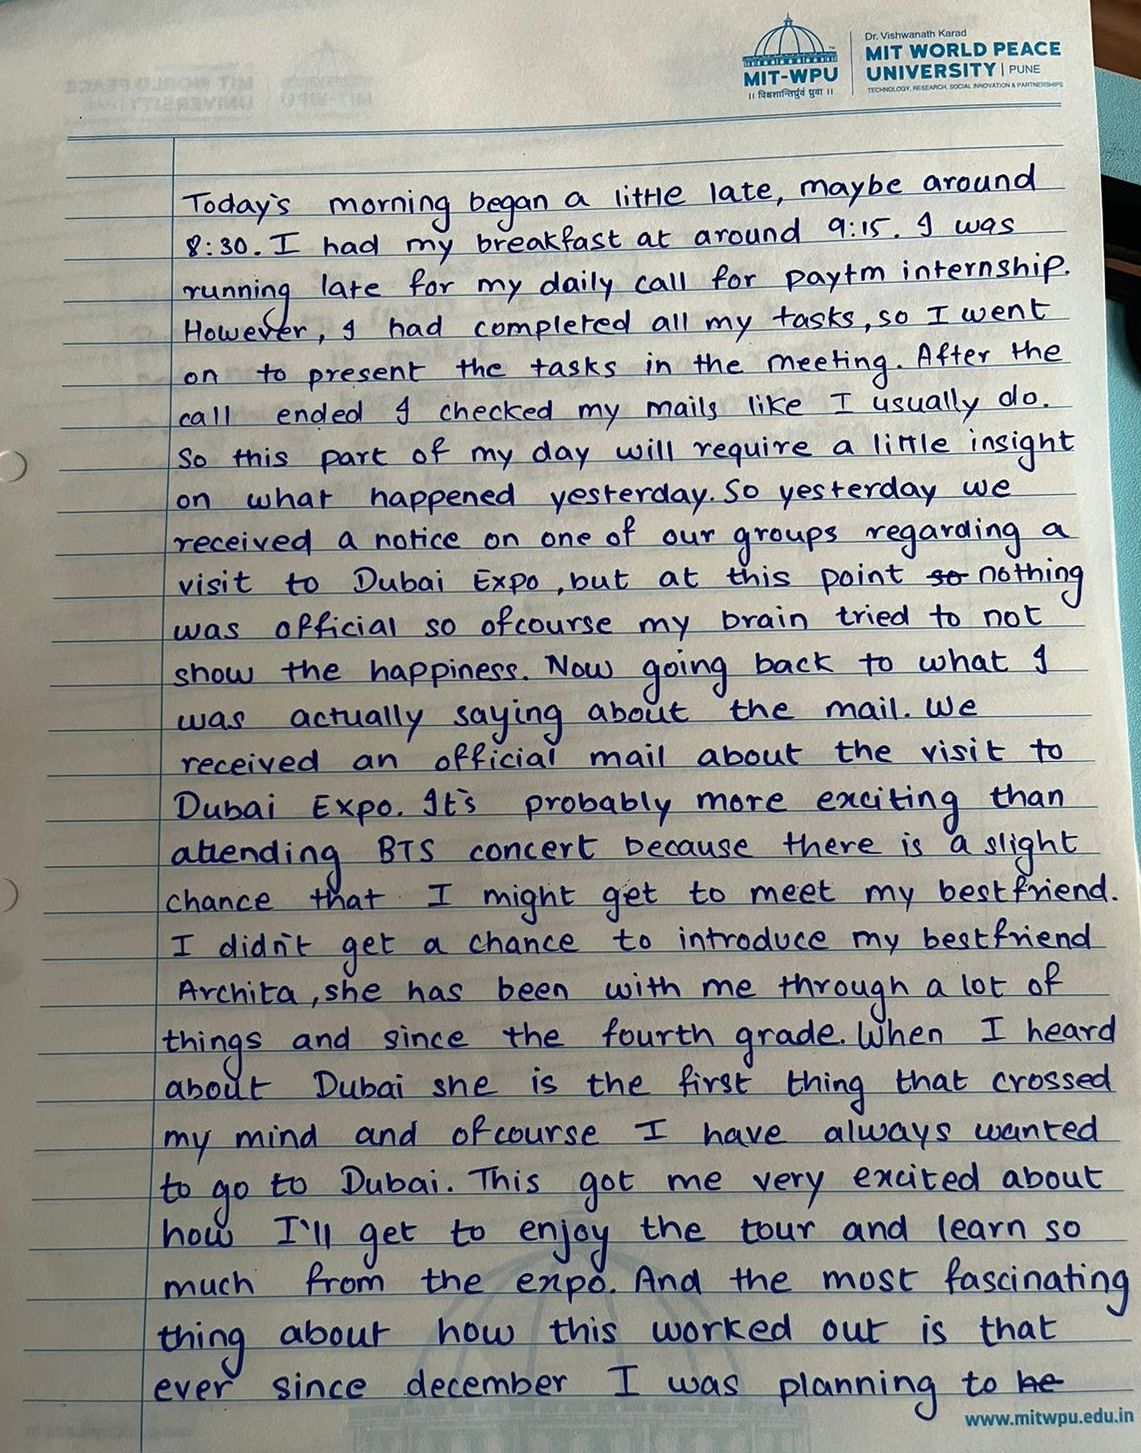 Dr. Vishwanath Karad
MIT WORLD PEACE
UNIVERSITY | PUNE
TECHNOLOGY, RESEARCH, SOCIAL INNOVATION & PARTNERSHIPS
MIT-WPU
Today's morning began a little late, maybe around
8:30. I had my breakfast at around 9:15. I was
running late for my daily call for paytm internship.
However, I had completed all my tasks, so I went
on to present the tasks in the meeting. After the
call ended I checked my mails like I usually do.
So this part of my day will require a little insight
on what happened yesterday. So yesterday we
received a notice on one of our groups regarding a
visit to Dubai Expo, but at this point so nothing
was official so ofcourse my brain tried to not
show the happiness. Now going back to what I
was actually saying about the mail. We
received an official mail about the visit to
Dubai Expo. It's probably more exciting than
attending BTS concert because there is a slight
chance that I might get to meet my bestfriend.
I didn't get a chance to introduce my bestfriend
Archita, she has been with me through a lot of
things and since the fourth grade. When I heard
about Dubai she is the first thing that crossed
my mind and ofcourse I have always wanted
to go to Dubai. This got me very excited about
how I'll get to enjoy the tour and learn so
much from the expo. And the most fascinating
thing about how this worked out is that
ever since december I was planning to he
www.mitwpu.edu.in